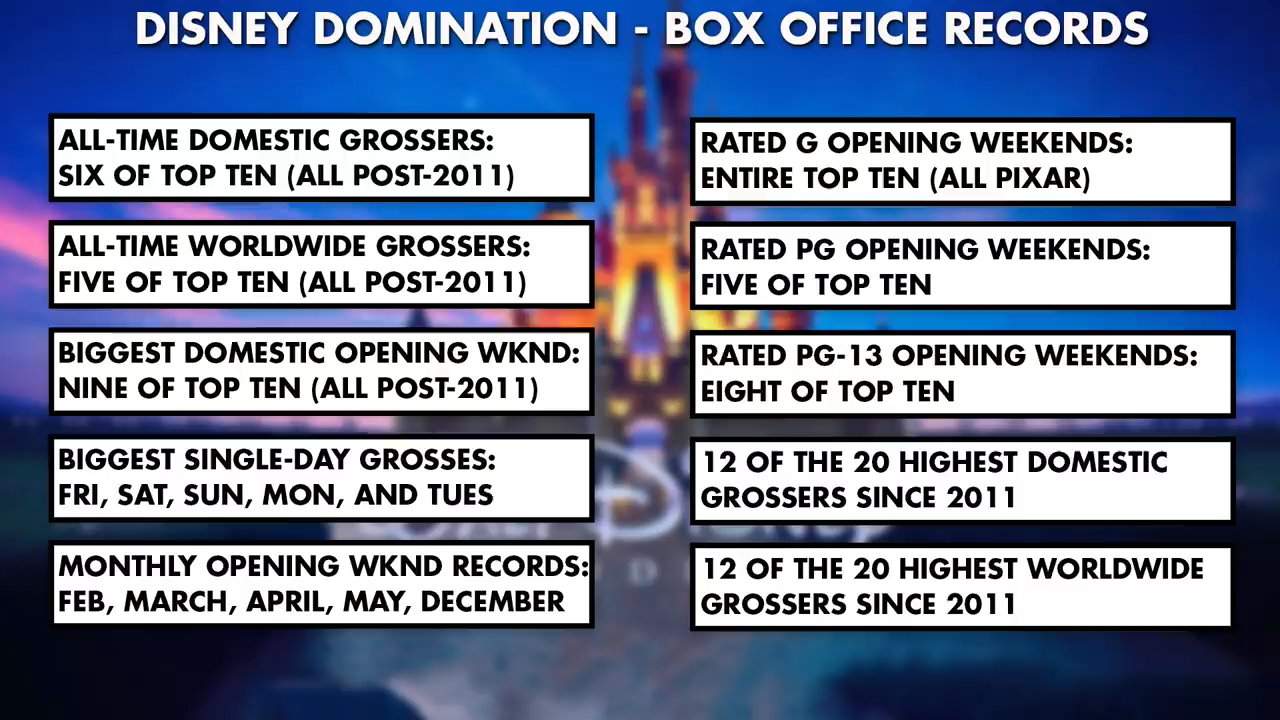 DISNEY DOMINATION - BOX OFFICE RECORDS
ALL-TIME DOMESTIC GROSSERS:
SIX OF TOP TEN (ALL POST-2011)
ALL-TIME WORLDWIDE GROSSERS:
FIVE OF TOP TEN (ALL POST-2011)
BIGGEST DOMESTIC OPENING WKND:
NINE OF TOP TEN (ALL POST-2011)
BIGGEST SINGLE-DAY GROSSES:
FRI, SAT, SUN, MON, AND TUES
MONTHLY OPENING WKND RECORDS:
FEB, MARCH, APRIL, MAY, DECEMBER
RATED G OPENING WEEKENDS:
ENTIRE TOP TEN (ALL PIXAR)
RATED PG OPENING WEEKENDS:
FIVE OF TOP TEN
RATED PG-13 OPENING WEEKENDS:
EIGHT OF TOP TEN
12 OF THE 20 HIGHEST DOMESTIC
GROSSERS SINCE 2011
12 OF THE 20 HIGHEST WORLDWIDE
GROSSERS SINCE 2011